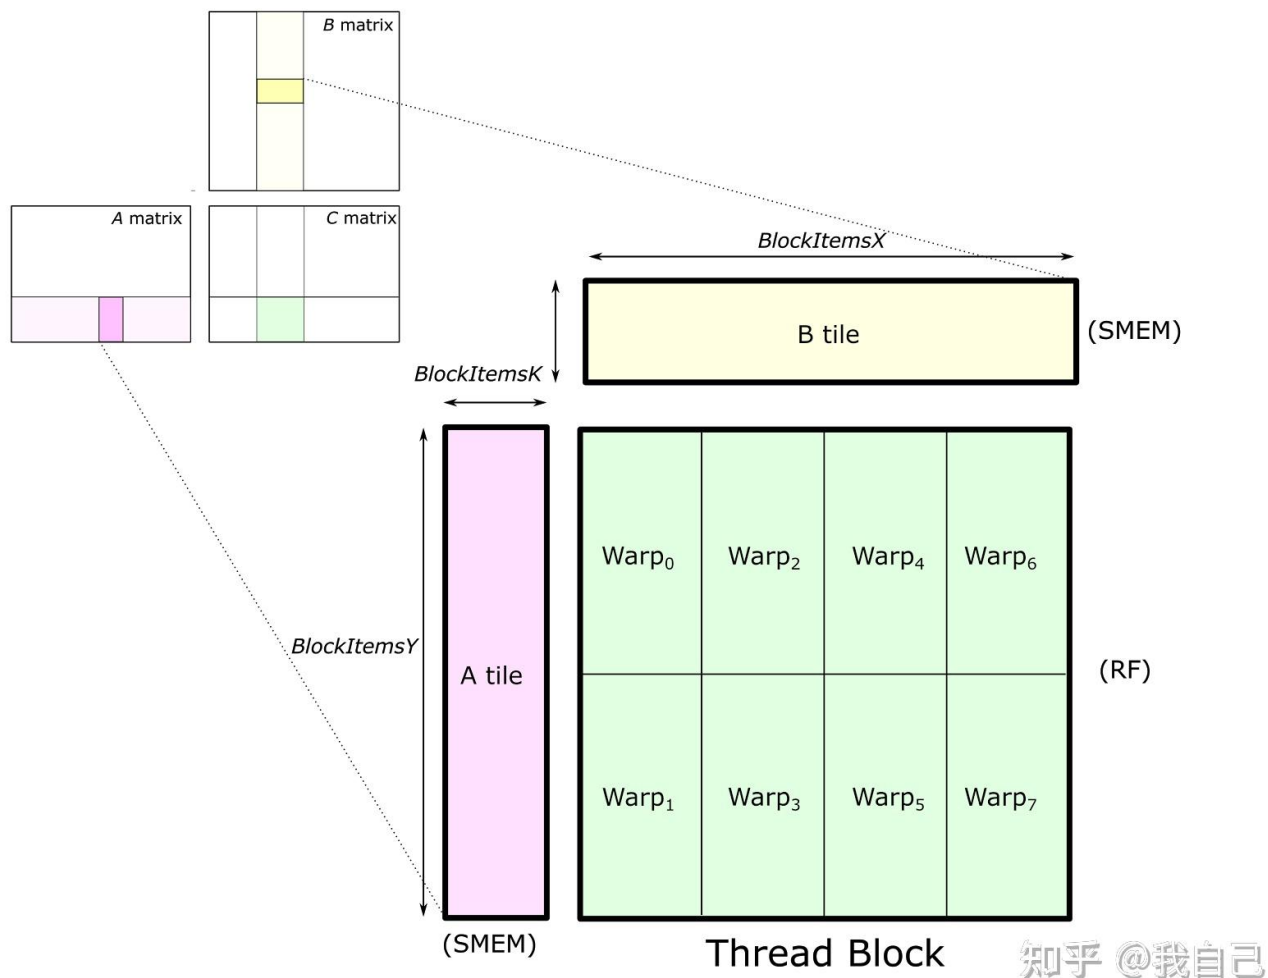 B matrix
A matrix
C matrix
BlockItemsX
B tile
(SMEM)
BlockItemsK
Warp₀
Warp₂
Warp₄
Warp₆
BlockItemsY
A tile
(RF)
Warp₁
Warp₃
Warp₅
Warp₇
(SMEM)
Thread Block
知乎 @我自己